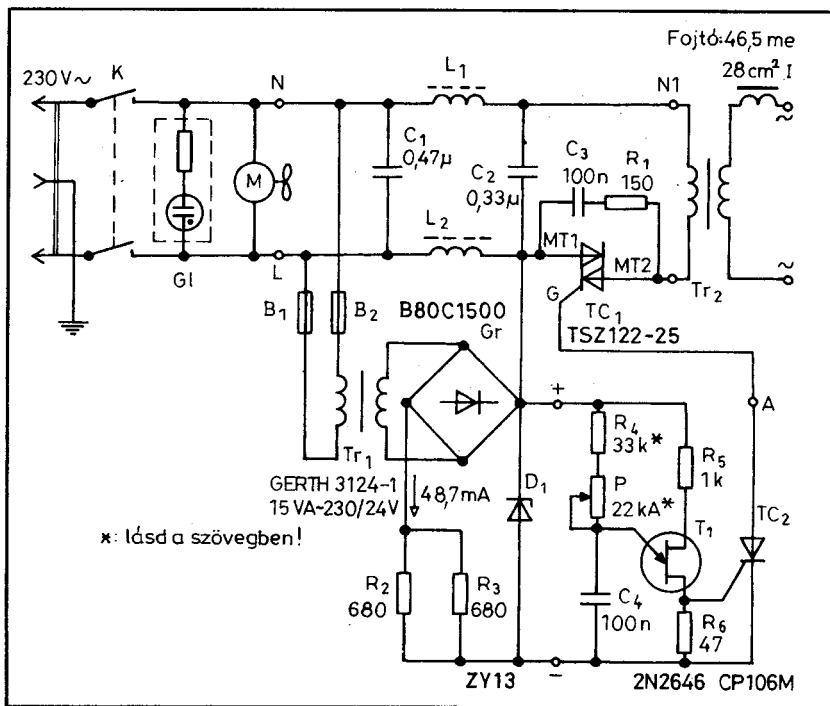 Fojtó:46,5 me
28cm² I
230V~
K
N
L₁
N1
~
C₁
0,47µ
C₂
0,33µ
C₃
100n
R₁
150
M
L₂
MT1
MT2
L
GI
G
TC₁
TSZ122-25
Tr₂
~
B₁
B₂
B80C1500
Gr
+
A
R₄
33k*
R₅
1k
Tr₁
GERTH 3124-1
15 VA~230/24V
48,7mA
D₁
P
22kA*
T₁
TC₂
*: lásd a szövegben!
R₂
680
R₃
680
C₄
100n
R₆
47
ZY13
-
2N2646
CP106M